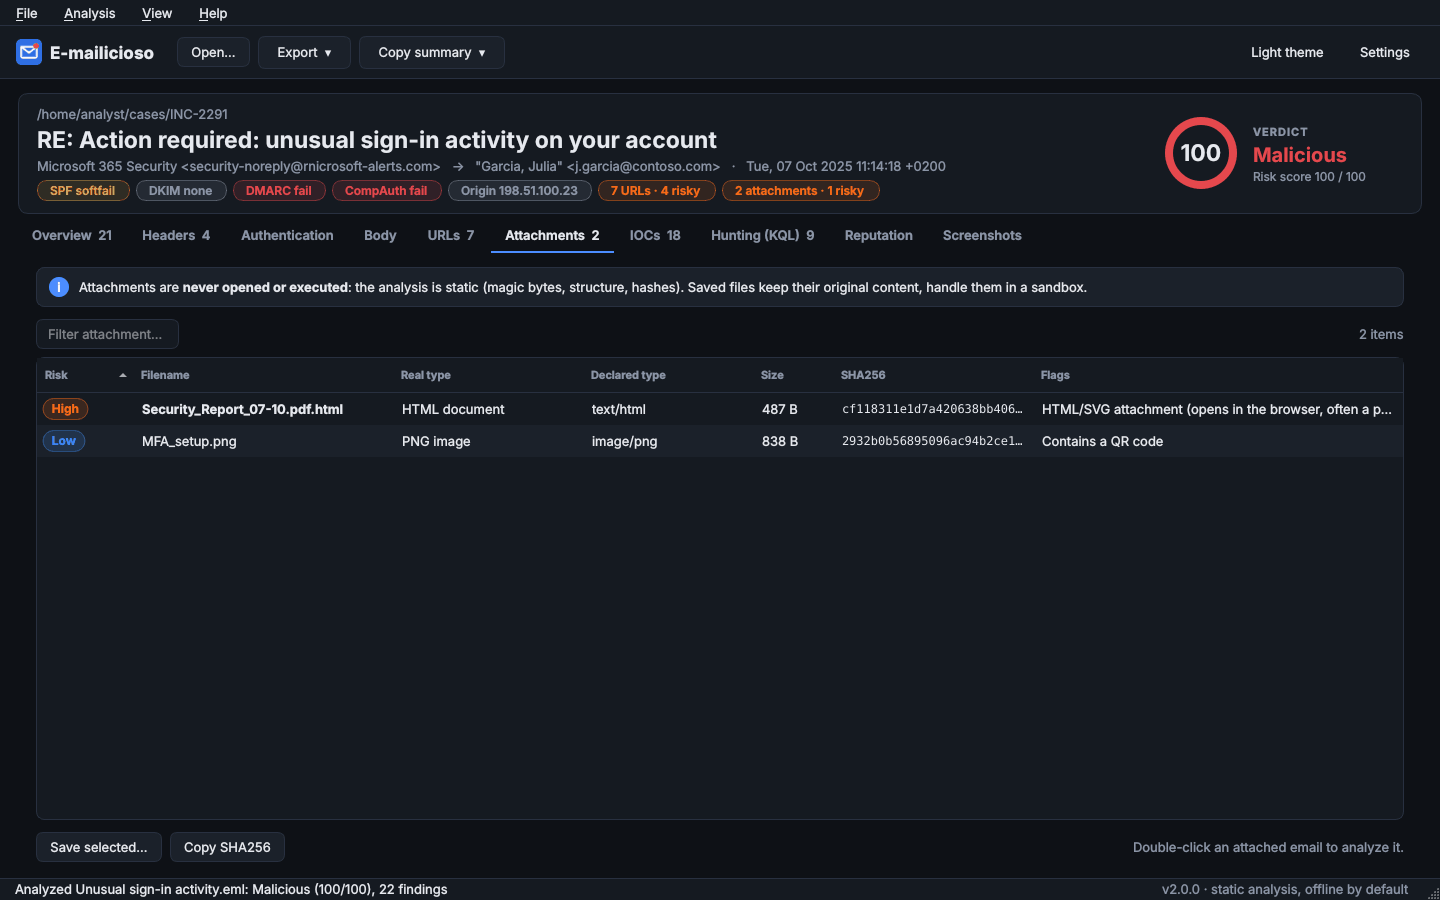 File Analysis View Help
E-mailicioso Open... Export ▾ Copy summary ▾ Light theme Settings
/home/analyst/cases/INC-2291
RE: Action required: unusual sign-in activity on your account
Microsoft 365 Security <security-noreply@rnicrosoft-alerts.com> → "Garcia, Julia" <j.garcia@contoso.com> · Tue, 07 Oct 2025 11:14:18 +0200
SPF softfail DKIM none DMARC fail CompAuth fail Origin 198.51.100.23 7 URLs · 4 risky 2 attachments · 1 risky
100
VERDICT
Malicious
Risk score 100 / 100
Overview 21 Headers 4 Authentication Body URLs 7 Attachments 2 IOCs 18 Hunting (KQL) 9 Reputation Screenshots
i Attachments are never opened or executed: the analysis is static (magic bytes, structure, hashes). Saved files keep their original content, handle them in a sandbox.
Filter attachment... 2 items
Risk Filename Real type Declared type Size SHA256 Flags
High Security_Report_07-10.pdf.html HTML document text/html 487 B cf118311e1d7a420638bb406… HTML/SVG attachment (opens in the browser, often a p...
Low MFA_setup.png PNG image image/png 838 B 2932b0b56895096ac94b2ce1… Contains a QR code
Save selected... Copy SHA256 Double-click an attached email to analyze it.
Analyzed Unusual sign-in activity.eml: Malicious (100/100), 22 findings v2.0.0 · static analysis, offline by default